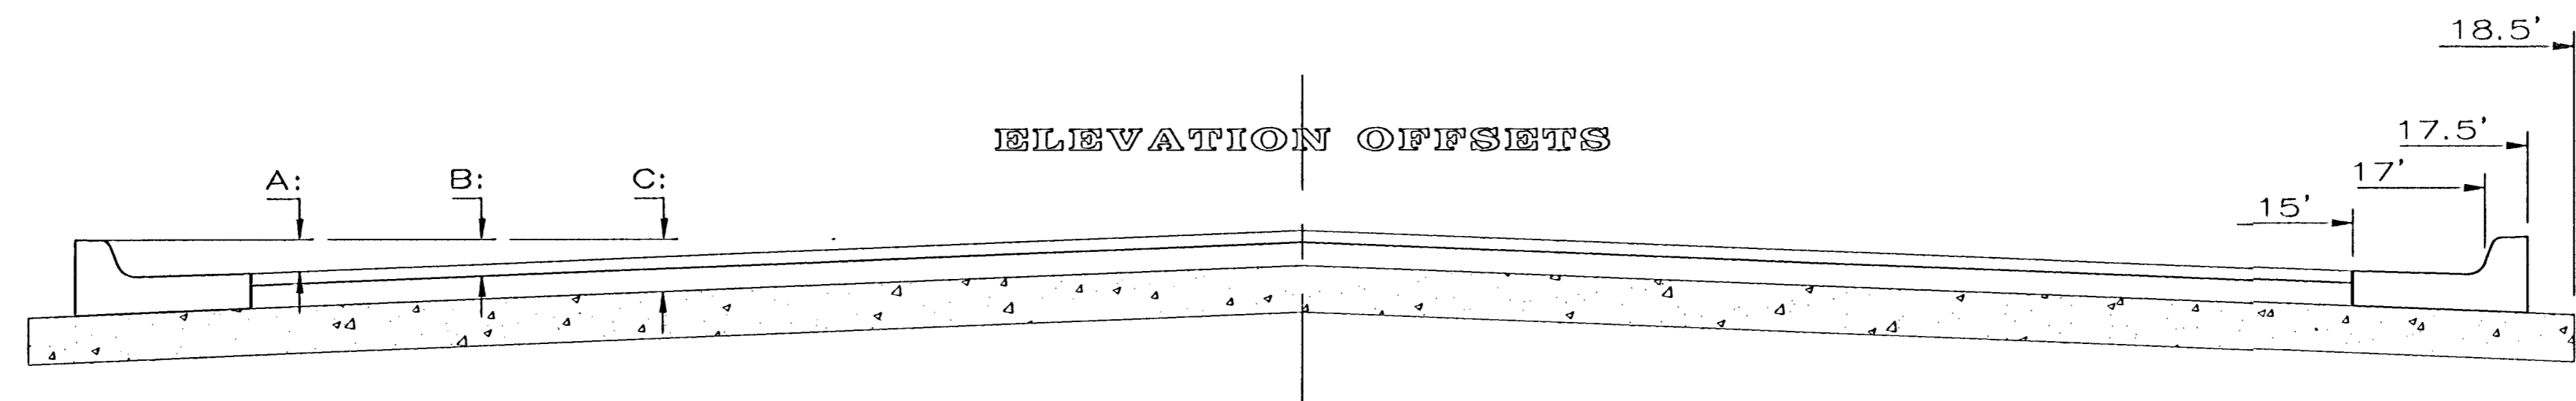 18.5'
ELEVATION OFFSETS
17.5'
17'
A: B: C:
15'